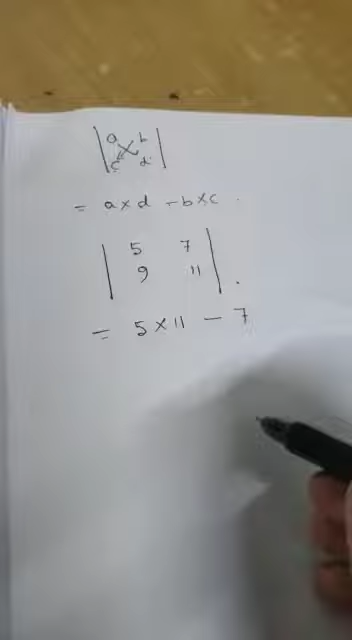 |a b|
|c d|
= a×d - b×c
|5 7|
|9 11|.
= 5×11 - 7